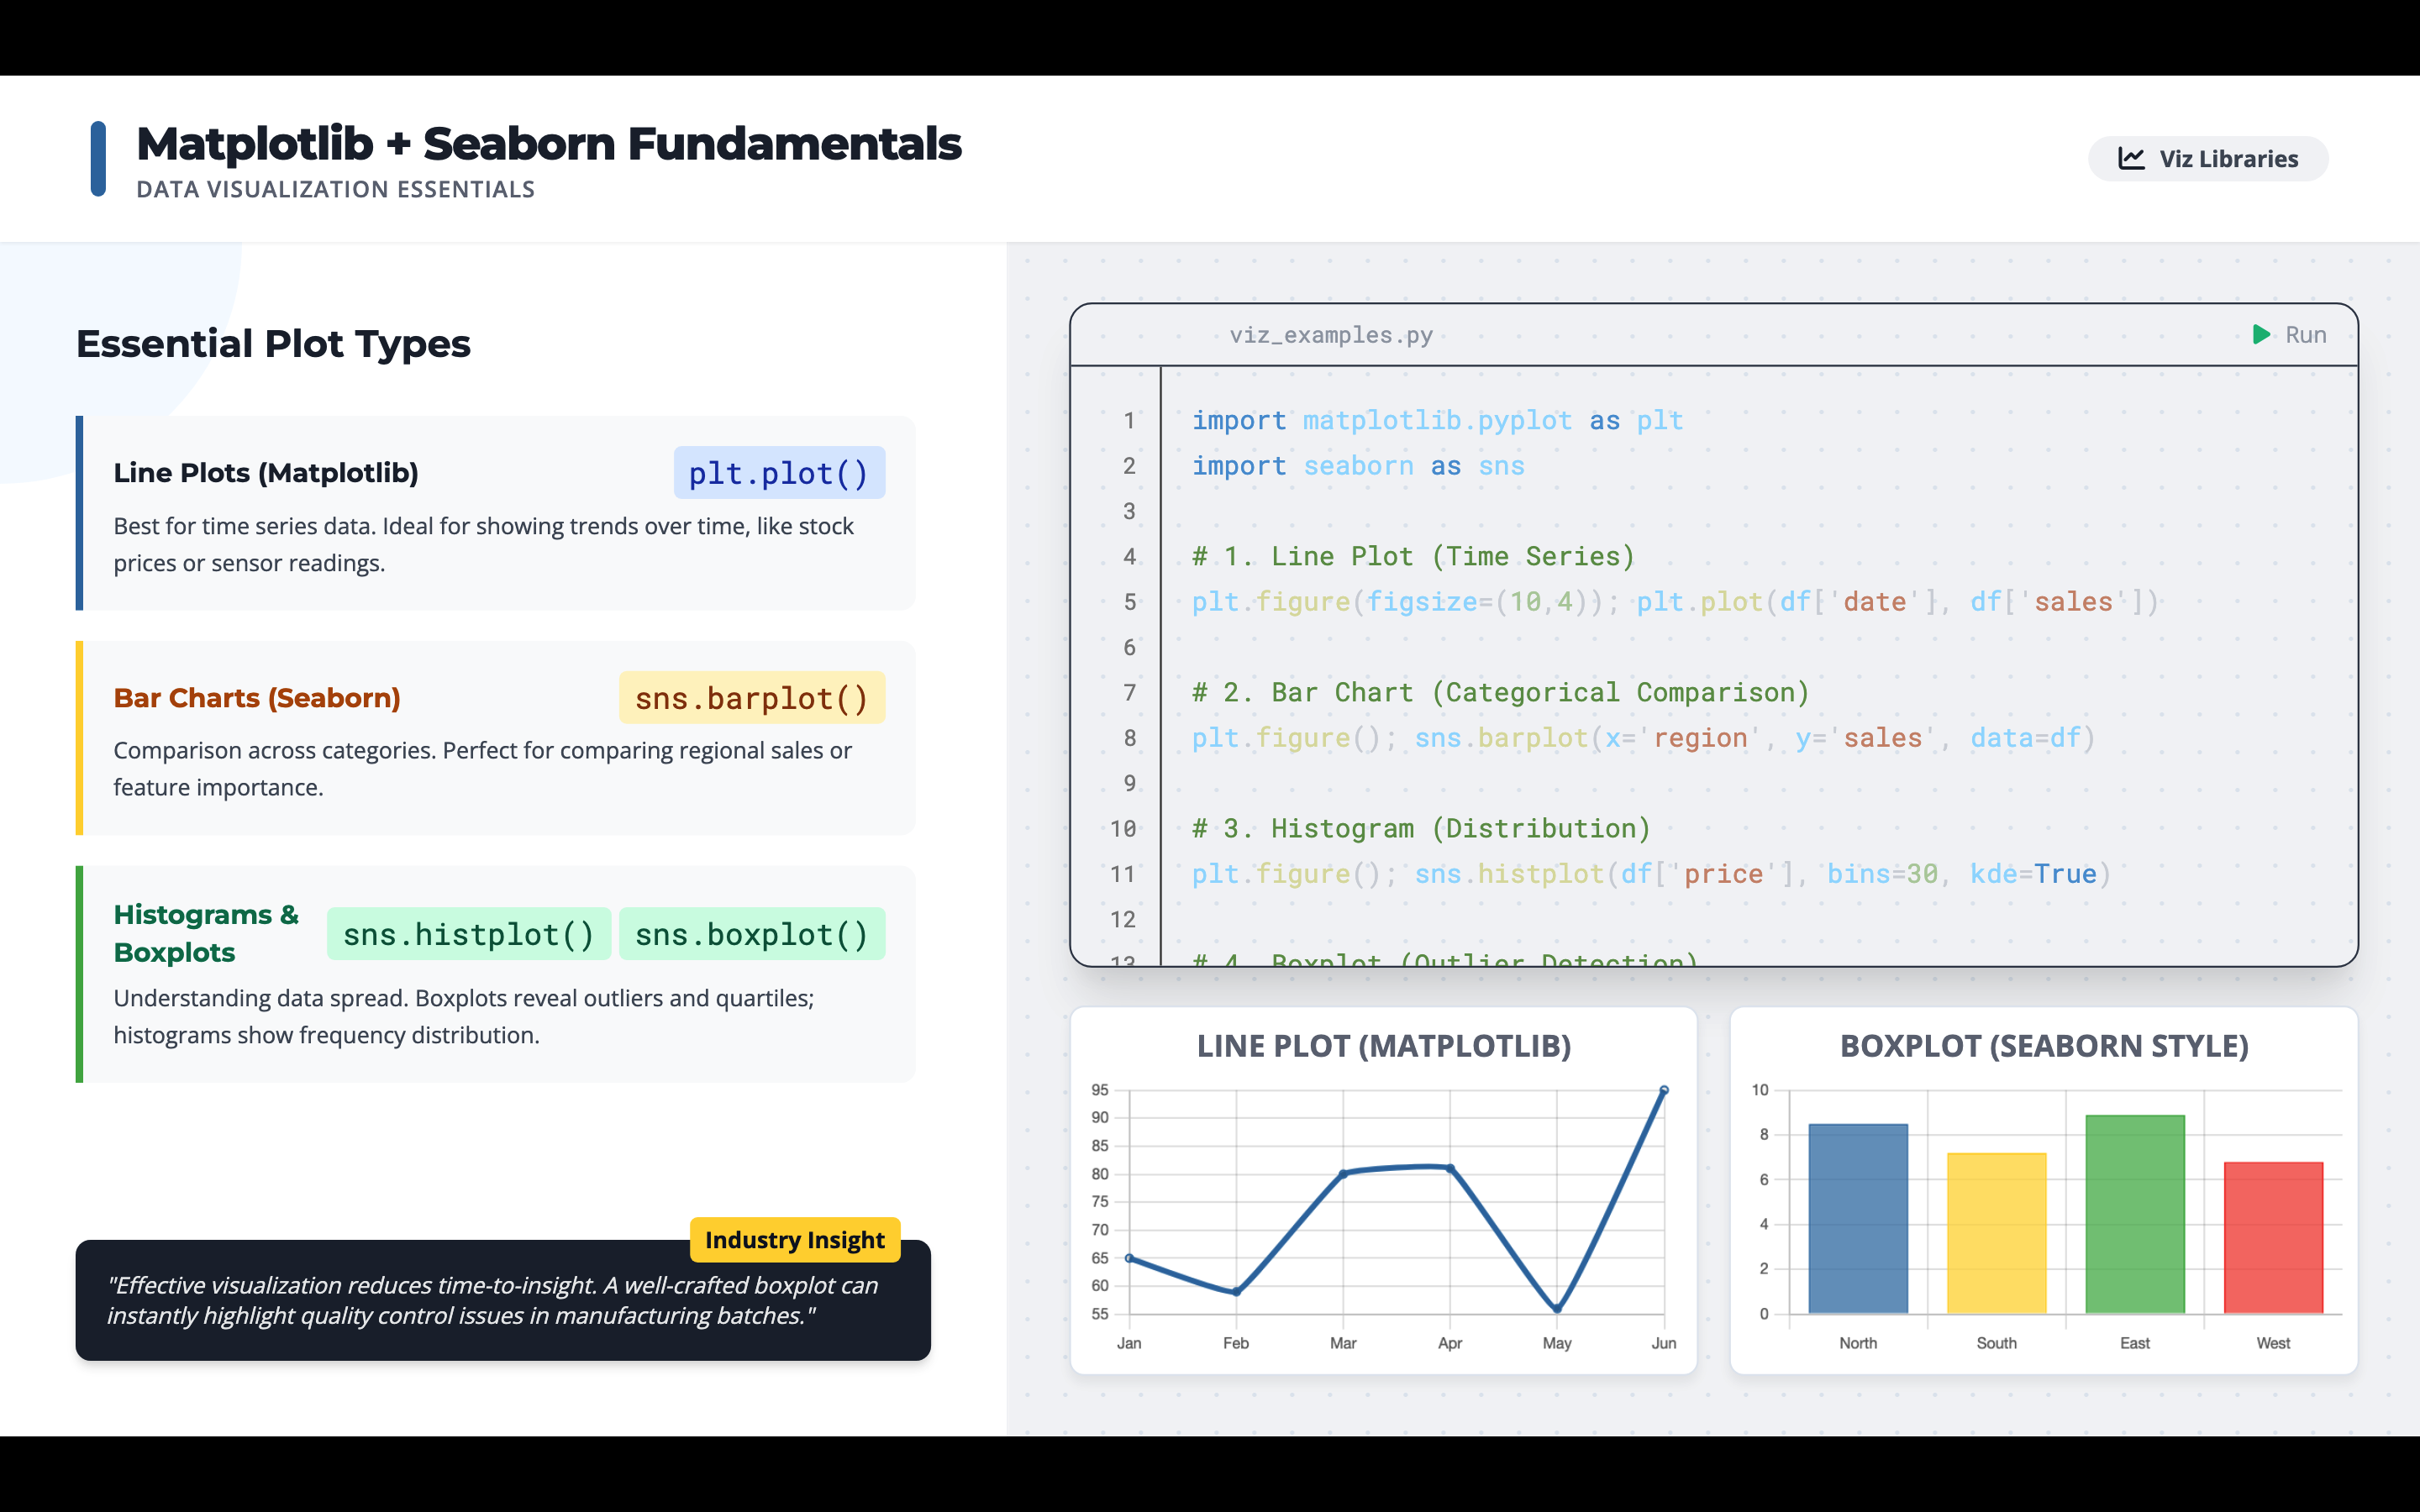 Matplotlib + Seaborn Fundamentals
DATA VISUALIZATION ESSENTIALS
Viz Libraries
Essential Plot Types
Line Plots (Matplotlib)
plt.plot()
Best for time series data. Ideal for showing trends over time, like stock
prices or sensor readings.
Bar Charts (Seaborn)
sns.barplot()
Comparison across categories. Perfect for comparing regional sales or
feature importance.
Histograms &
Boxplots
sns.histplot() sns.boxplot()
Understanding data spread. Boxplots reveal outliers and quartiles;
histograms show frequency distribution.
Industry Insight
"Effective visualization reduces time-to-insight. A well-crafted boxplot can
instantly highlight quality control issues in manufacturing batches."
viz_examples.py
Run
1 import matplotlib.pyplot as plt
2 import seaborn as sns
3
4 # 1. Line Plot (Time Series)
5 plt.figure(figsize=(10,4)); plt.plot(df['date'], df['sales'])
6
7 # 2. Bar Chart (Categorical Comparison)
8 plt.figure(); sns.barplot(x='region', y='sales', data=df)
9
10 # 3. Histogram (Distribution)
11 plt.figure(); sns.histplot(df['price'], bins=30, kde=True)
12
13 # 4. Boxplot (Outlier Detection)
LINE PLOT (MATPLOTLIB)
95
90
85
80
75
70
65
60
55
Jan Feb Mar Apr May Jun
BOXPLOT (SEABORN STYLE)
10
8
6
4
2
0
North South East West